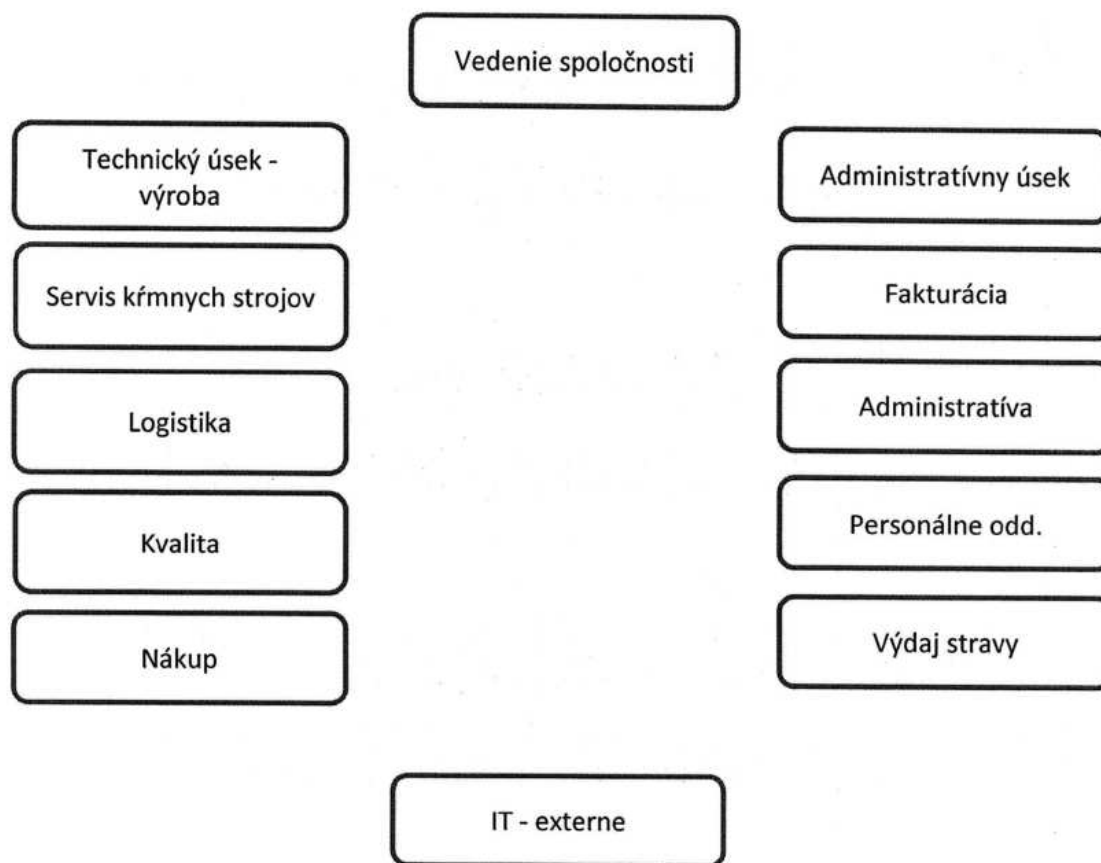 Vedenie spoločnosti
Technický úsek -
výroba
Servis kŕmnych strojov
Logistika
Kvalita
Nákup
Administratívny úsek
Fakturácia
Administratíva
Personálne odd.
Výdaj stravy
IT - externe